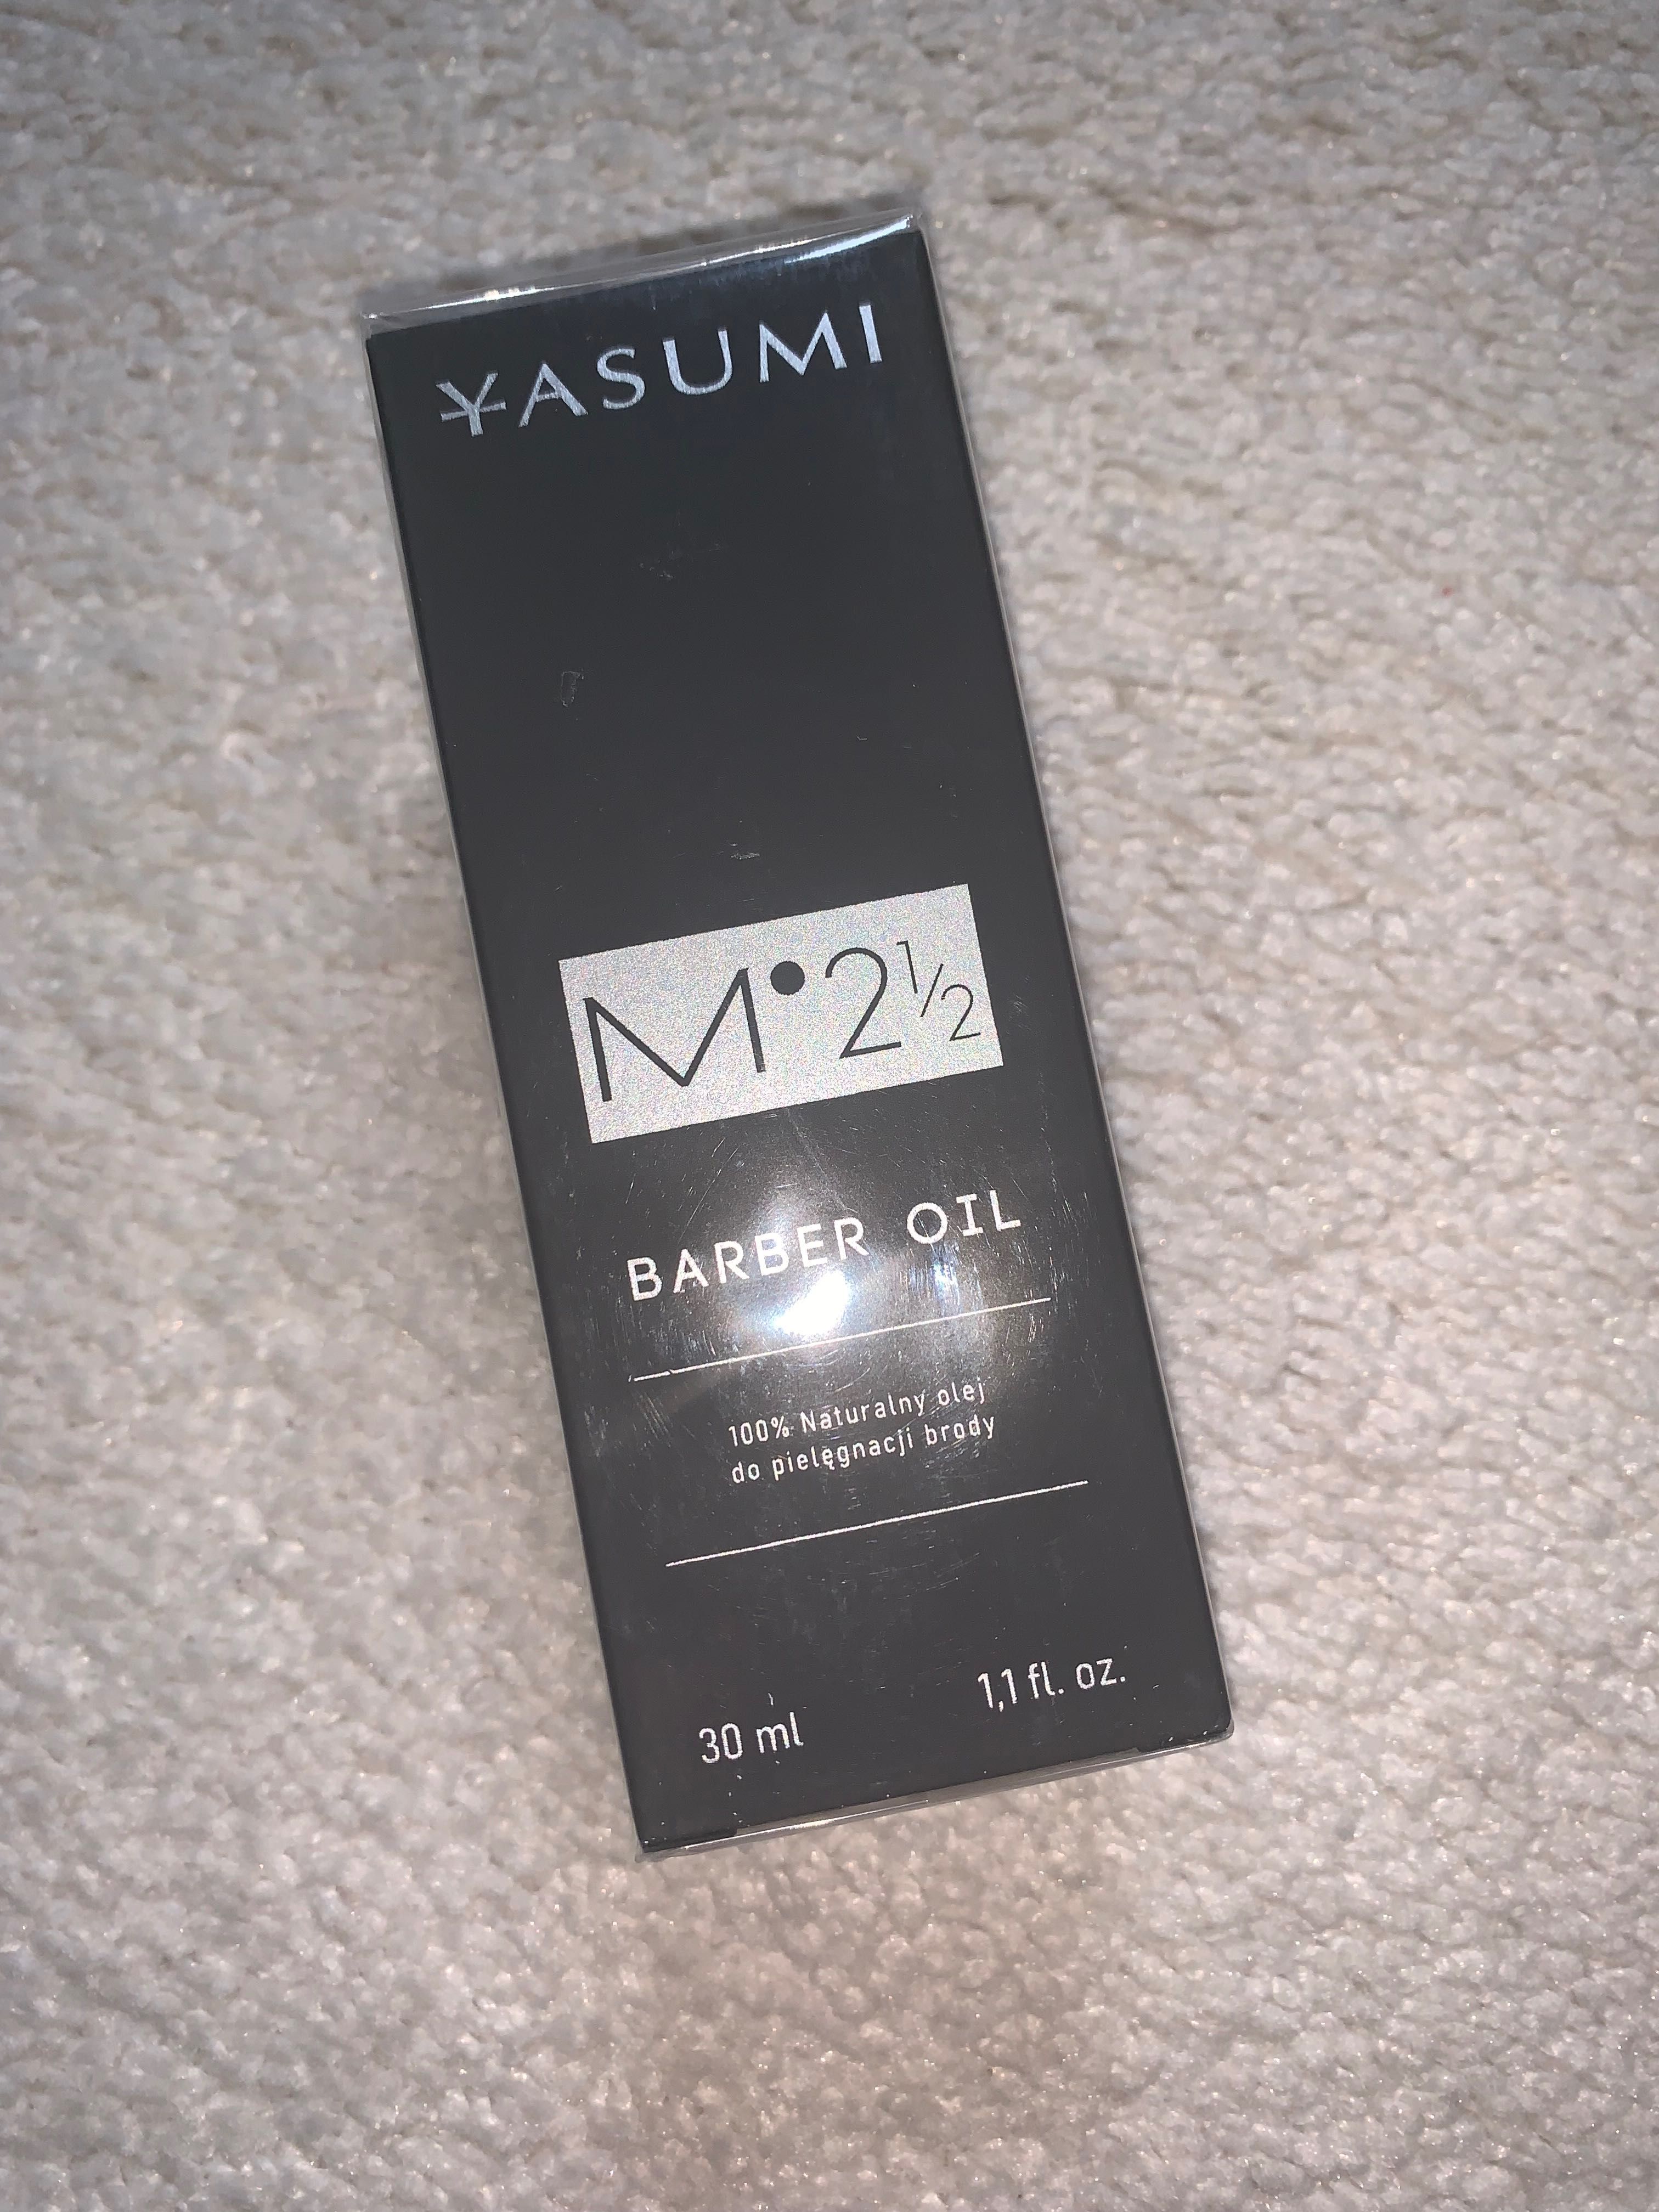 YASUMI
M•2½
BARBER OIL
100% Naturalny olej
do pielęgnacji brody
30 ml 1,1 fl. oz.